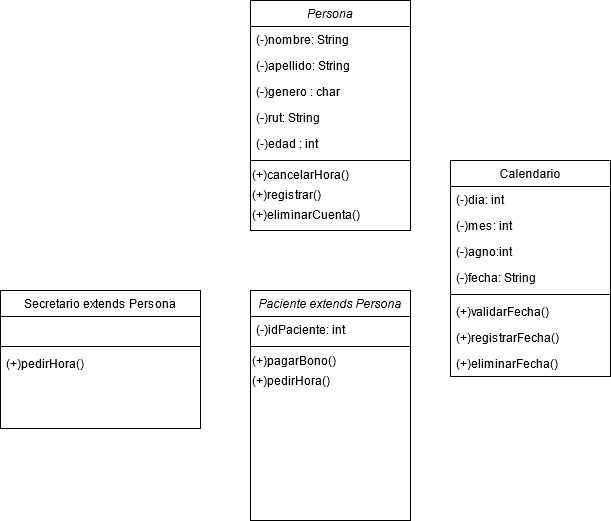 Persona
(-)nombre: String
(-)apellido: String
(-)genero : char
(-)rut: String
(-)edad : int
(+)cancelarHora()
(+)registrar()
(+)eliminarCuenta()
Calendario
(-)dia: int
(-)mes: int
(-)agno:int
(-)fecha: String
(+)validarFecha()
(+)registrarFecha()
(+)eliminarFecha()
Secretario extends Persona
(+)pedirHora()
Paciente extends Persona
(-)idPaciente: int
(+)pagarBono()
(+)pedirHora()